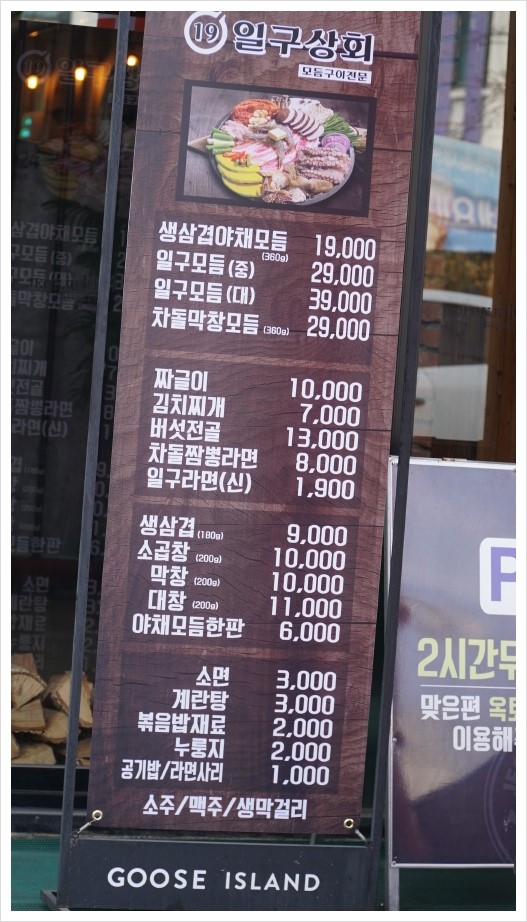 19 일구상회
모듬구이전문
생삼겹야채모듬 (360g) 19,000
일구모듬(중) 29,000
일구모듬(대) 39,000
차돌막창모듬 (360g) 29,000
짜글이 10,000
김치찌개 7,000
버섯전골 13,000
차돌짬뽕라면 8,000
일구라면(신) 1,900
생삼겹 (180g) 9,000
소곱창 (200g) 10,000
막창 (200g) 10,000
대창 (200g) 11,000
야채모듬한판 6,000
소면 3,000
계란탕 3,000
볶음밥재료 2,000
누룽지 2,000
공기밥/라면사리 1,000
소주/맥주/생막걸리
GOOSE ISLAND
P
2시간무
맞은편 옥토
이용해